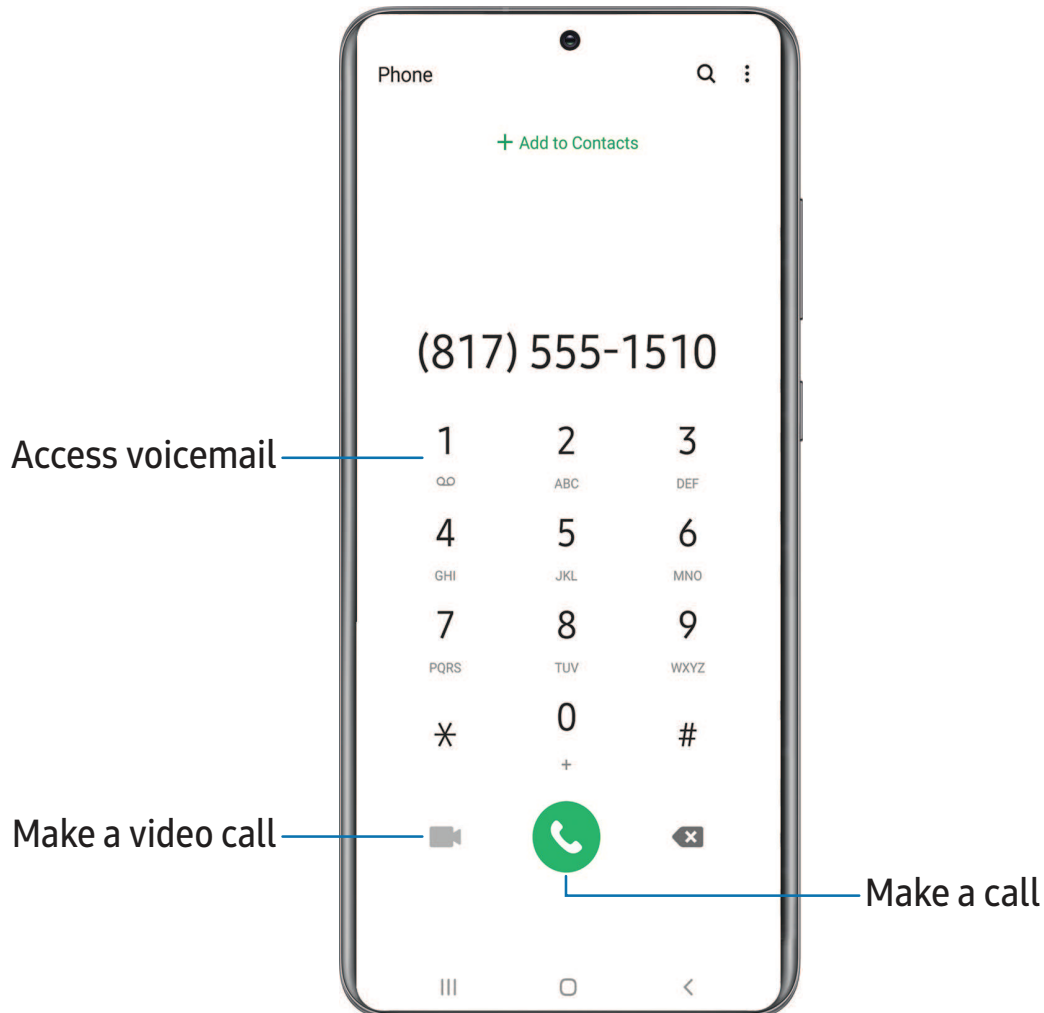 Phone
+ Add to Contacts
(817) 555-1510
Access voicemail
1 2 3
ABC DEF
4 5 6
GHI JKL MNO
7 8 9
PQRS TUV WXYZ
* 0 #
+
Make a video call
Make a call